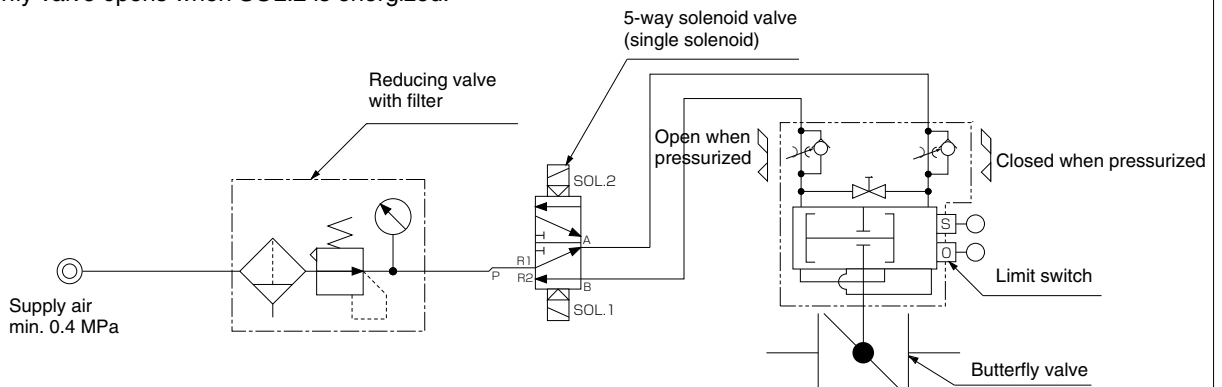 nly valve opens when SOL.2 is energized.
5-way solenoid valve
(single solenoid)
Reducing valve
with filter
Open when
pressurized
Closed when pressurized
SOL.2
A
R1
P
R2
B
SOL.1
S
O
Limit switch
Supply air
min. 0.4 MPa
Butterfly valve